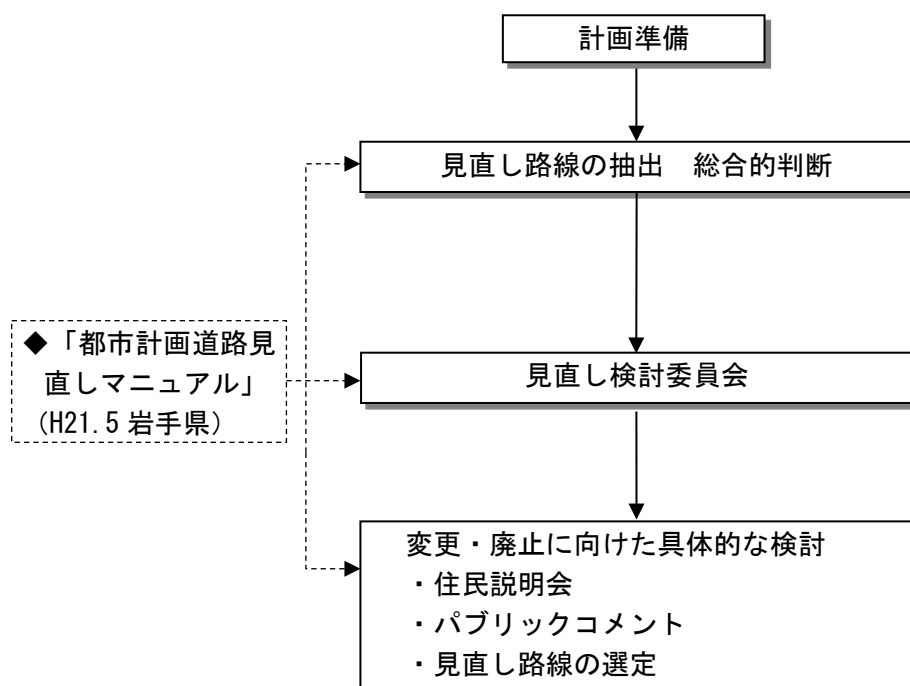 計画準備
見直し路線の抽出　総合的判断
◆「都市計画道路見
直しマニュアル」
（H21.5 岩手県）
見直し検討委員会
変更・廃止に向けた具体的な検討
・住民説明会
・パブリックコメント
・見直し路線の選定